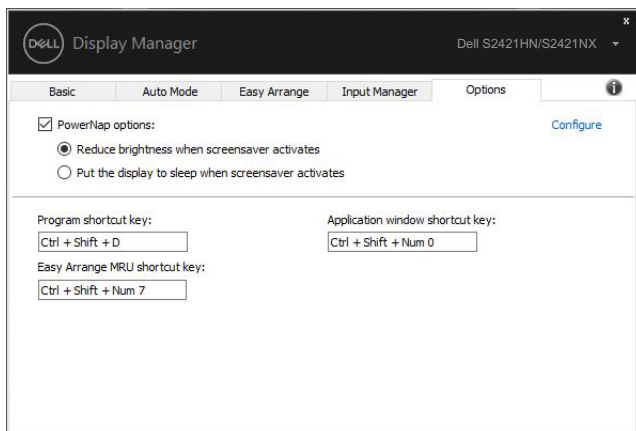 x
DELL Display Manager
Dell S2421HN/S2421NX
Basic Auto Mode Easy Arrange Input Manager Options
PowerNap options:
Configure
Reduce brightness when screensaver activates
Put the display to sleep when screensaver activates
Program shortcut key:
Application window shortcut key:
Ctrl + Shift + D
Ctrl + Shift + Num 0
Easy Arrange MRU shortcut key:
Ctrl + Shift + Num 7